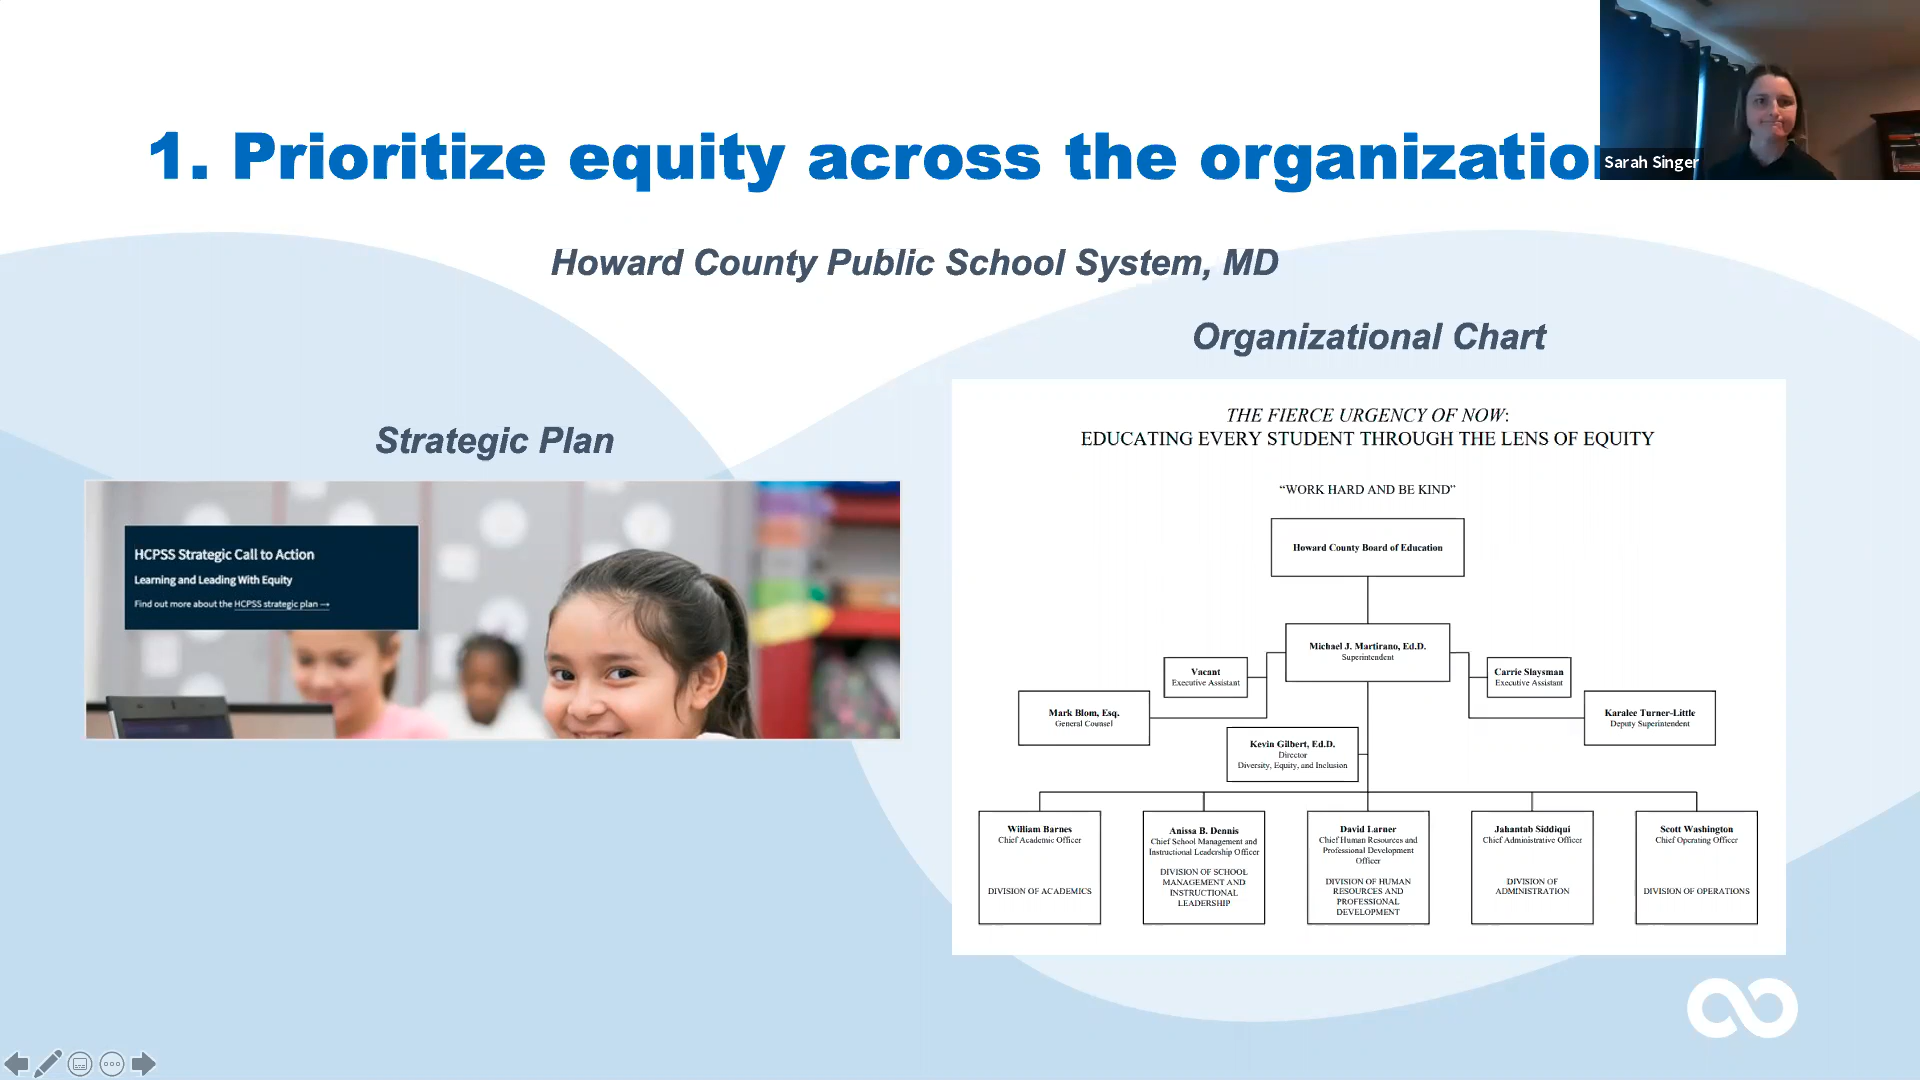 1. Prioritize equity across the organizatio
Sarah Singer
Howard County Public School System, MD
Organizational Chart
Strategic Plan
HCPSS Strategic Call to Action
Learning and Leading With Equity
Find out more about the HCPSS strategic plan →
THE FIERCE URGENCY OF NOW:
EDUCATING EVERY STUDENT THROUGH THE LENS OF EQUITY
“WORK HARD AND BE KIND”
Howard County Board of Education
Michael J. Martirano, Ed.D.
Superintendent
Vacant
Executive Assistant
Carrie Slaysman
Executive Assistant
Mark Blom, Esq.
General Counsel
Karalee Turner-Little
Deputy Superintendent
Kevin Gilbert, Ed.D.
Director
Diversity, Equity, and Inclusion
William Barnes
Chief Academic Officer
DIVISION OF ACADEMICS
Anissa B. Dennis
Chief School Management and
Instructional Leadership Officer
DIVISION OF SCHOOL
MANAGEMENT AND
INSTRUCTIONAL
LEADERSHIP
David Larner
Chief Human Resources and
Professional Development
Officer
DIVISION OF HUMAN
RESOURCES AND
PROFESSIONAL
DEVELOPMENT
Jahantab Siddiqui
Chief Administrative Officer
DIVISION OF
ADMINISTRATION
Scott Washington
Chief Operating Officer
DIVISION OF OPERATIONS